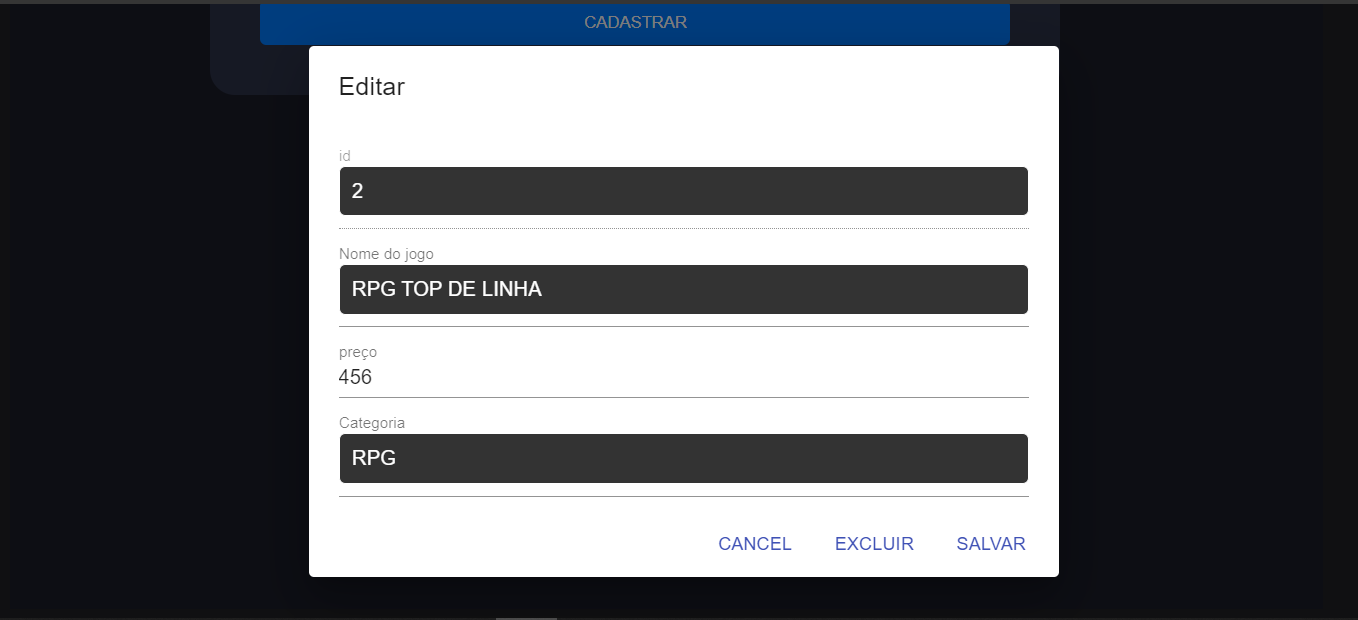 CADASTRAR
Editar
id
2
Nome do jogo
RPG TOP DE LINHA
preço
456
Categoria
RPG
CANCEL EXCLUIR SALVAR